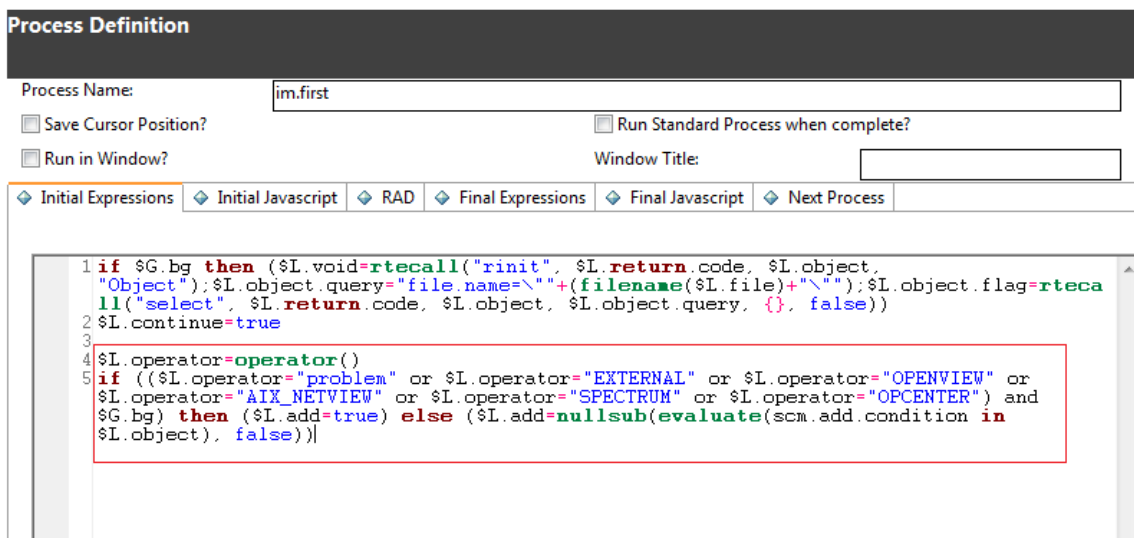 Process Definition
Process Name: im.first
Save Cursor Position? Run Standard Process when complete?
Run in Window? Window Title:
Initial Expressions Initial Javascript RAD Final Expressions Final Javascript Next Process
1 if $G.bg then ($L.void=rtecall("rinit", $L.return.code, $L.object,
"Object");$L.object.query="file.name=\""+(filename($L.file)+"\"");$L.object.flag=rteca
ll("select", $L.return.code, $L.object, $L.object.query, {}, false))
2 $L.continue=true
3
4 $L.operator=operator()
5 if (($L.operator="problem" or $L.operator="EXTERNAL" or $L.operator="OPENVIEW" or
$L.operator="AIX_NETVIEW" or $L.operator="SPECTRUM" or $L.operator="OPCENTER") and
$G.bg) then ($L.add=true) else ($L.add=nullsub(evaluate(scm.add.condition in
$L.object), false))